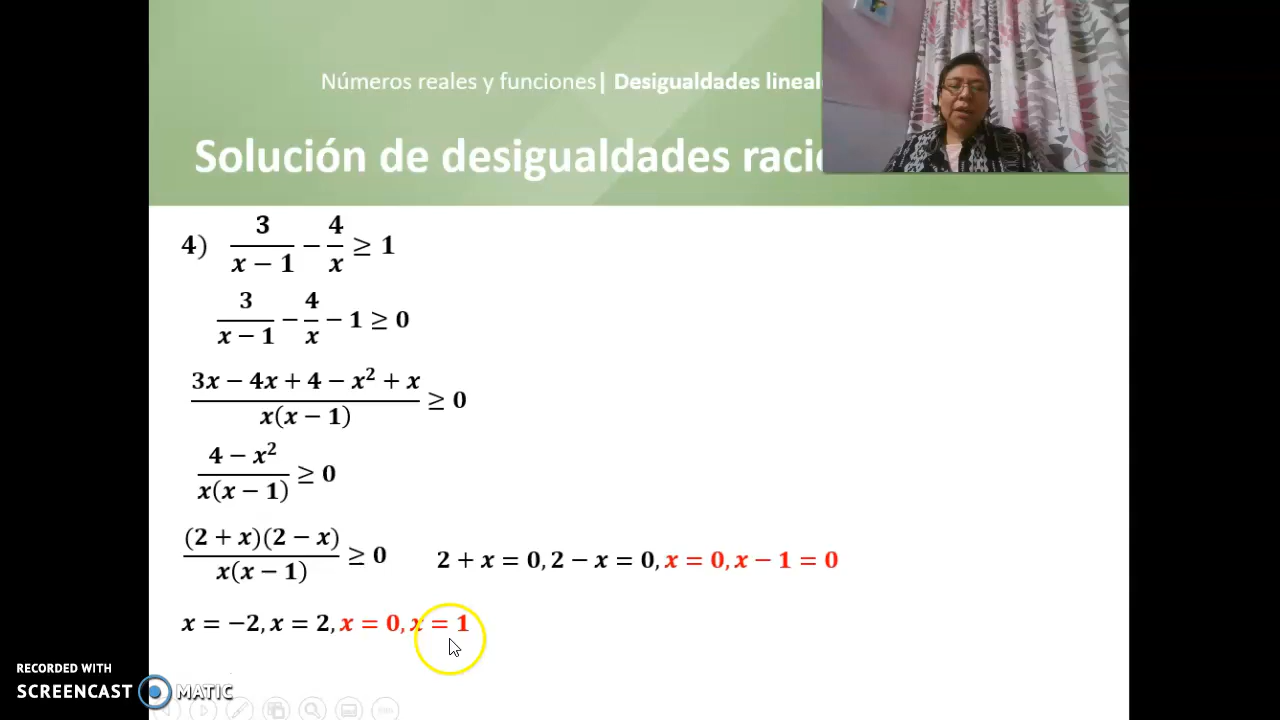 Números reales y funciones| Desigualdades lineal
Solución de desigualdades raci
4) 3/(x − 1) − 4/x ≥ 1
3/(x − 1) − 4/x − 1 ≥ 0
(3x − 4x + 4 − x² + x)/(x(x − 1)) ≥ 0
(4 − x²)/(x(x − 1)) ≥ 0
((2 + x)(2 − x))/(x(x − 1)) ≥ 0 2 + x = 0, 2 − x = 0, x = 0, x − 1 = 0
x = −2, x = 2, x = 0, x = 1
RECORDED WITH
SCREENCAST MATIC